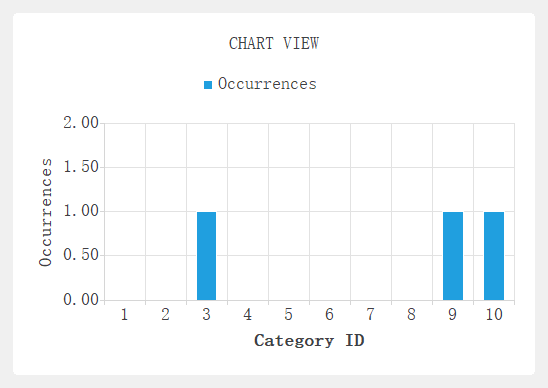 CHART VIEW
Occurrences
2.00
1.50
1.00
0.50
0.00
Occurrences
1 2 3 4 5 6 7 8 9 10
Category ID